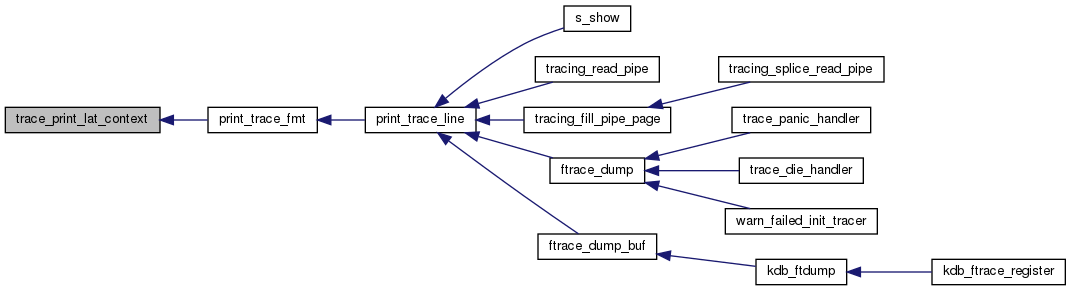 s_show
tracing_read_pipe
tracing_splice_read_pipe
trace_print_lat_context
print_trace_fmt
print_trace_line
tracing_fill_pipe_page
trace_panic_handler
ftrace_dump
trace_die_handler
warn_failed_init_tracer
ftrace_dump_buf
kdb_ftdump
kdb_ftrace_register